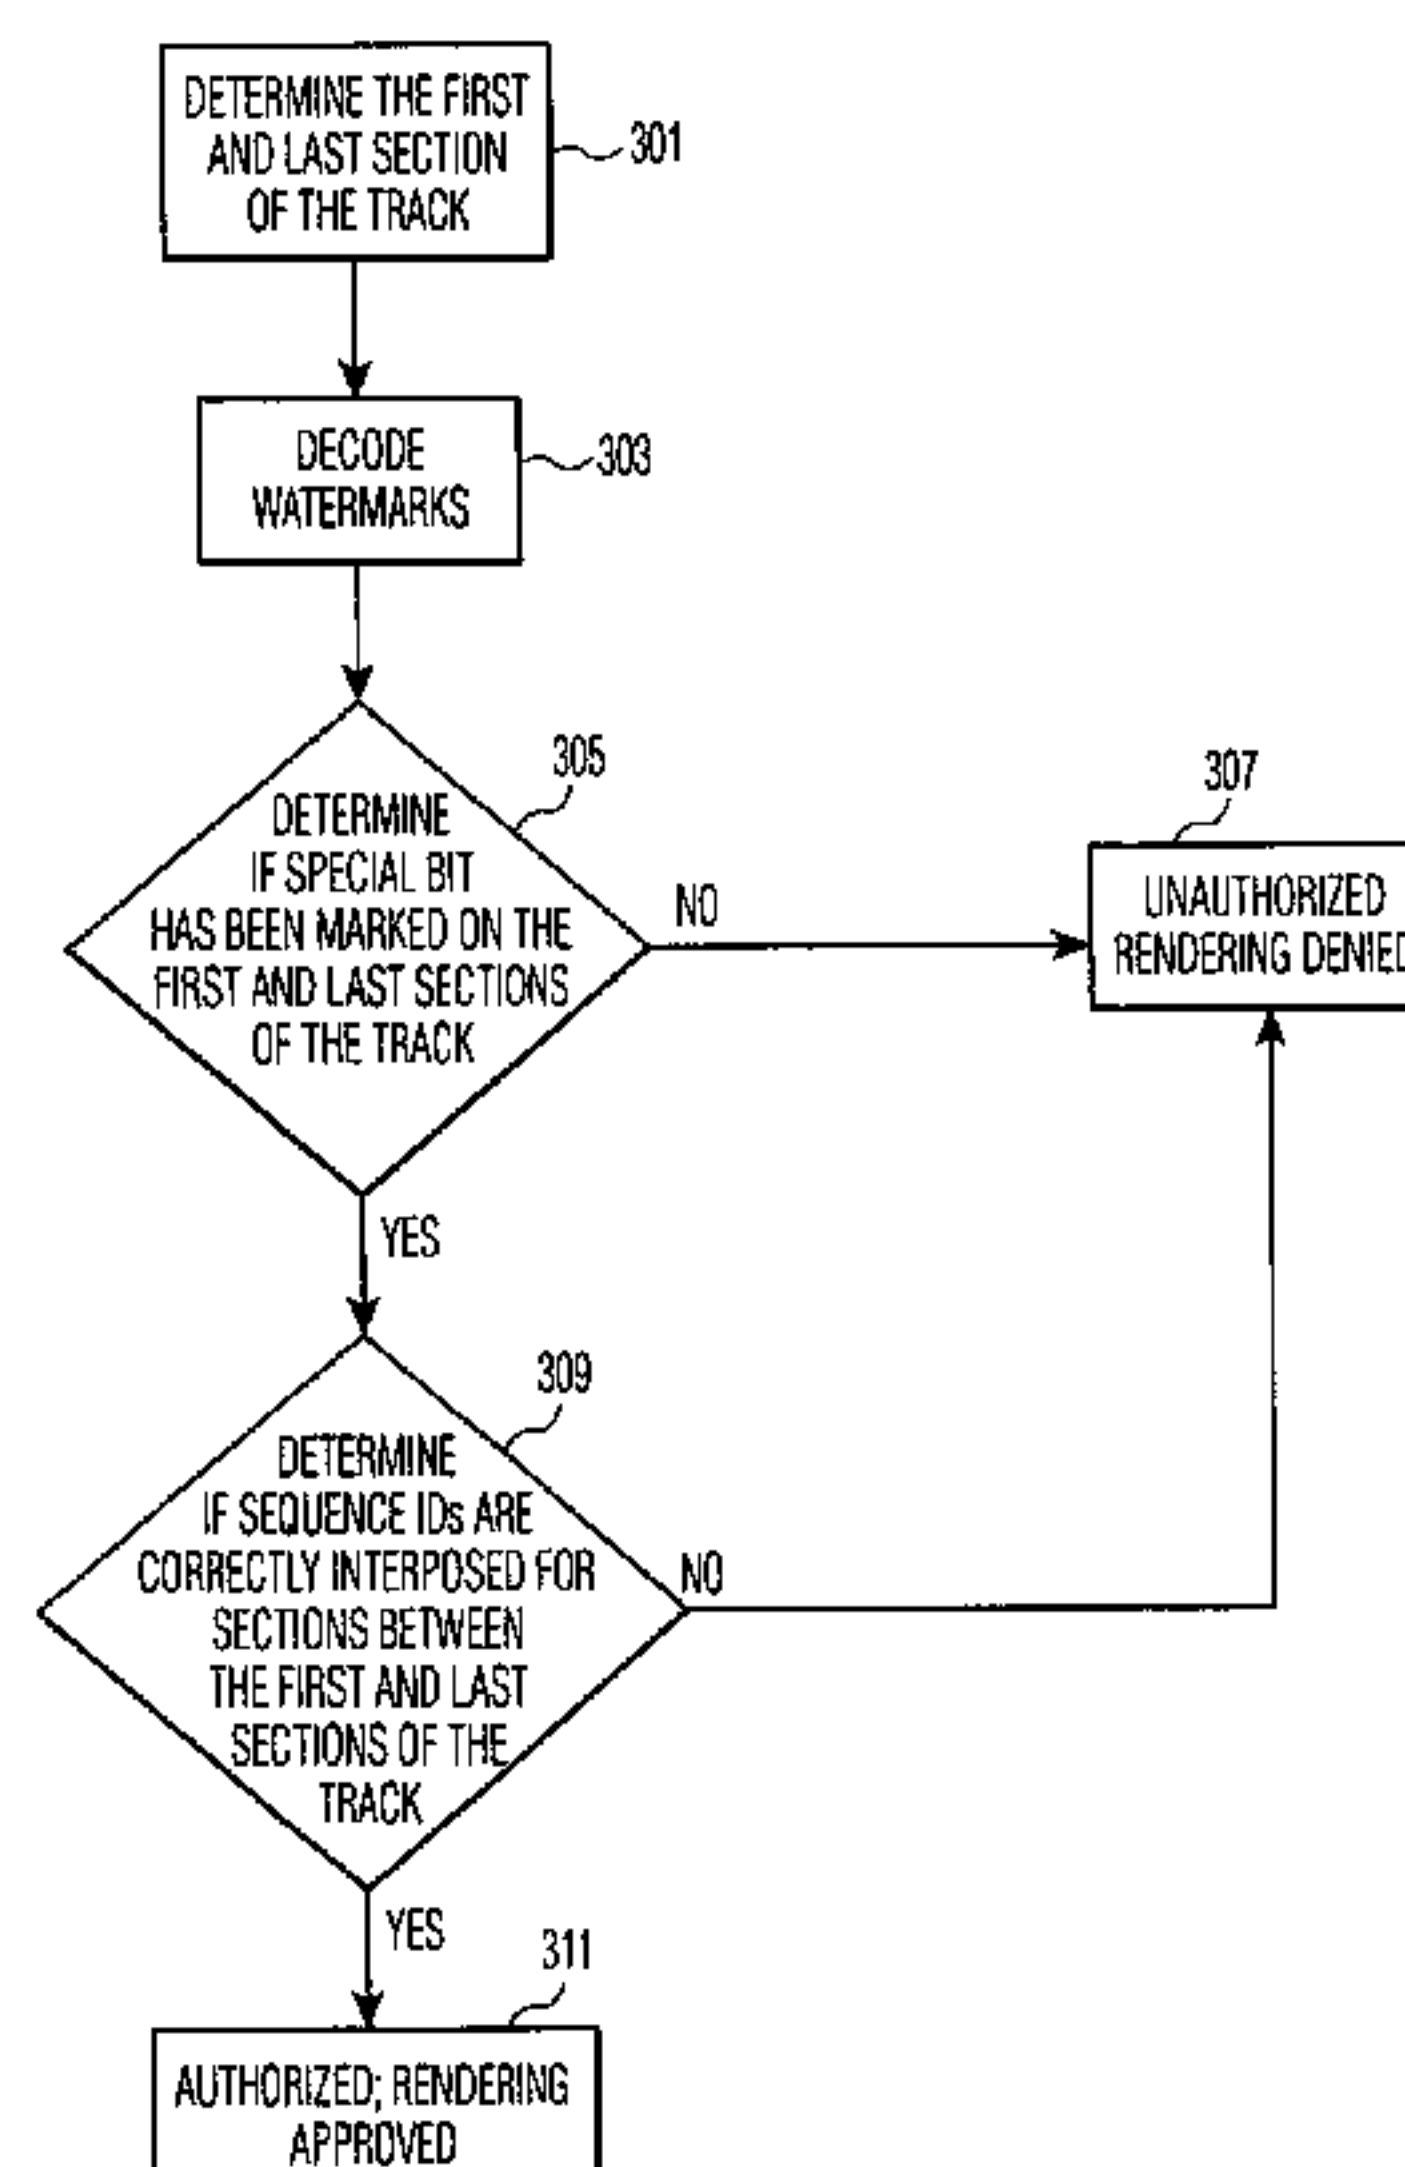 DETERMINE THE FIRST
AND LAST SECTION
OF THE TRACK
301
DECODE
WATERMARKS
303
305
DETERMINE
IF SPECIAL BIT
HAS BEEN MARKED ON THE
FIRST AND LAST SECTIONS
OF THE TRACK
NO
307
UNAUTHORIZED
RENDERING DENIED
YES
309
DETERMINE
IF SEQUENCE IDs ARE
CORRECTLY INTERPOSED FOR
SECTIONS BETWEEN
THE FIRST AND LAST
SECTIONS OF THE
TRACK
NO
YES
311
AUTHORIZED; RENDERING
APPROVED